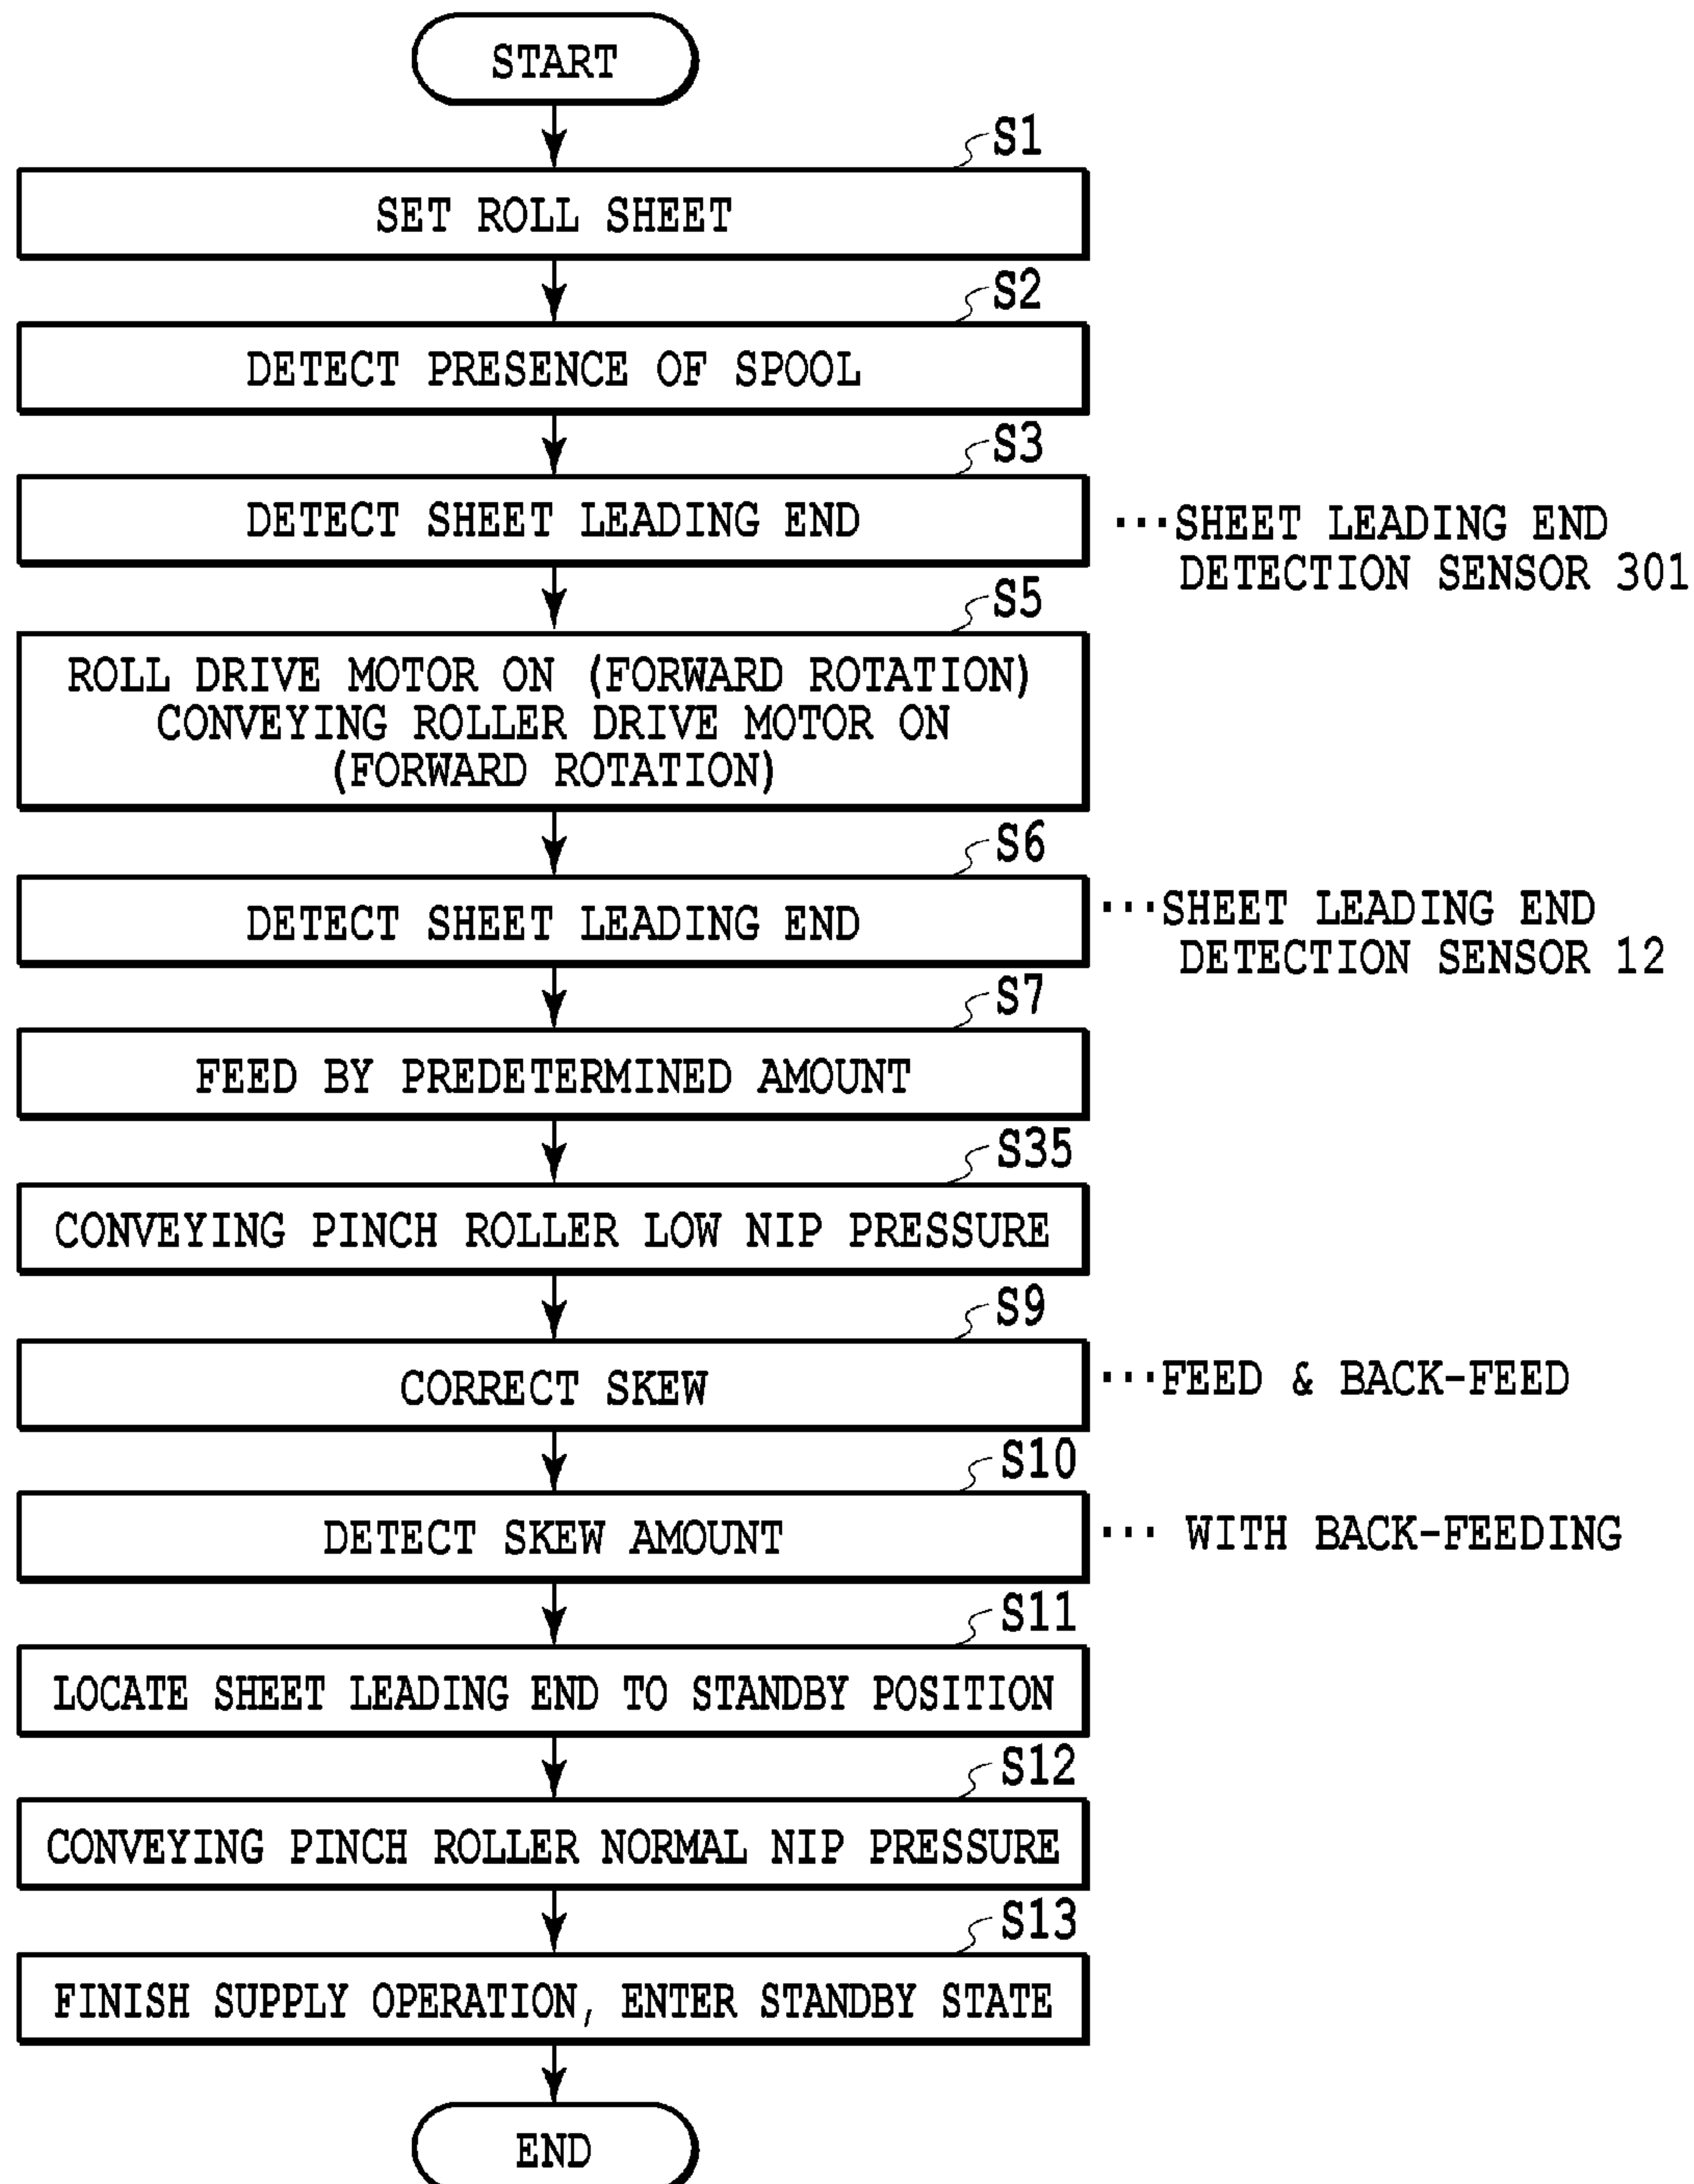 START
S1
SET ROLL SHEET
S2
DETECT PRESENCE OF SPOOL
S3
DETECT SHEET LEADING END
···SHEET LEADING END
DETECTION SENSOR 301
S5
ROLL DRIVE MOTOR ON (FORWARD ROTATION)
CONVEYING ROLLER DRIVE MOTOR ON
(FORWARD ROTATION)
S6
DETECT SHEET LEADING END
···SHEET LEADING END
DETECTION SENSOR 12
S7
FEED BY PREDETERMINED AMOUNT
S35
CONVEYING PINCH ROLLER LOW NIP PRESSURE
S9
CORRECT SKEW
···FEED & BACK-FEED
S10
DETECT SKEW AMOUNT
··· WITH BACK-FEEDING
S11
LOCATE SHEET LEADING END TO STANDBY POSITION
S12
CONVEYING PINCH ROLLER NORMAL NIP PRESSURE
S13
FINISH SUPPLY OPERATION, ENTER STANDBY STATE
END